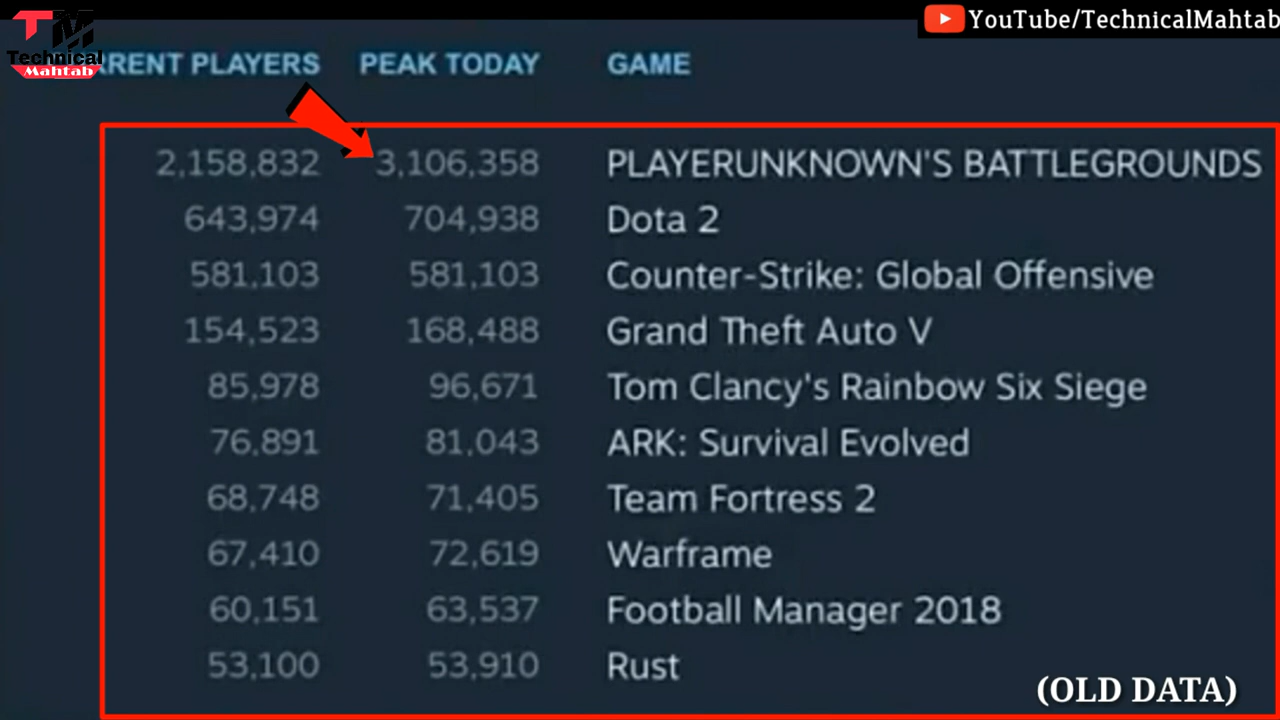 TM
Technical
Mahtab
YouTube/TechnicalMahtab
RENT PLAYERS PEAK TODAY GAME
2,158,832 3,106,358 PLAYERUNKNOWN'S BATTLEGROUNDS
643,974 704,938 Dota 2
581,103 581,103 Counter-Strike: Global Offensive
154,523 168,488 Grand Theft Auto V
85,978 96,671 Tom Clancy's Rainbow Six Siege
76,891 81,043 ARK: Survival Evolved
68,748 71,405 Team Fortress 2
67,410 72,619 Warframe
60,151 63,537 Football Manager 2018
53,100 53,910 Rust
(OLD DATA)